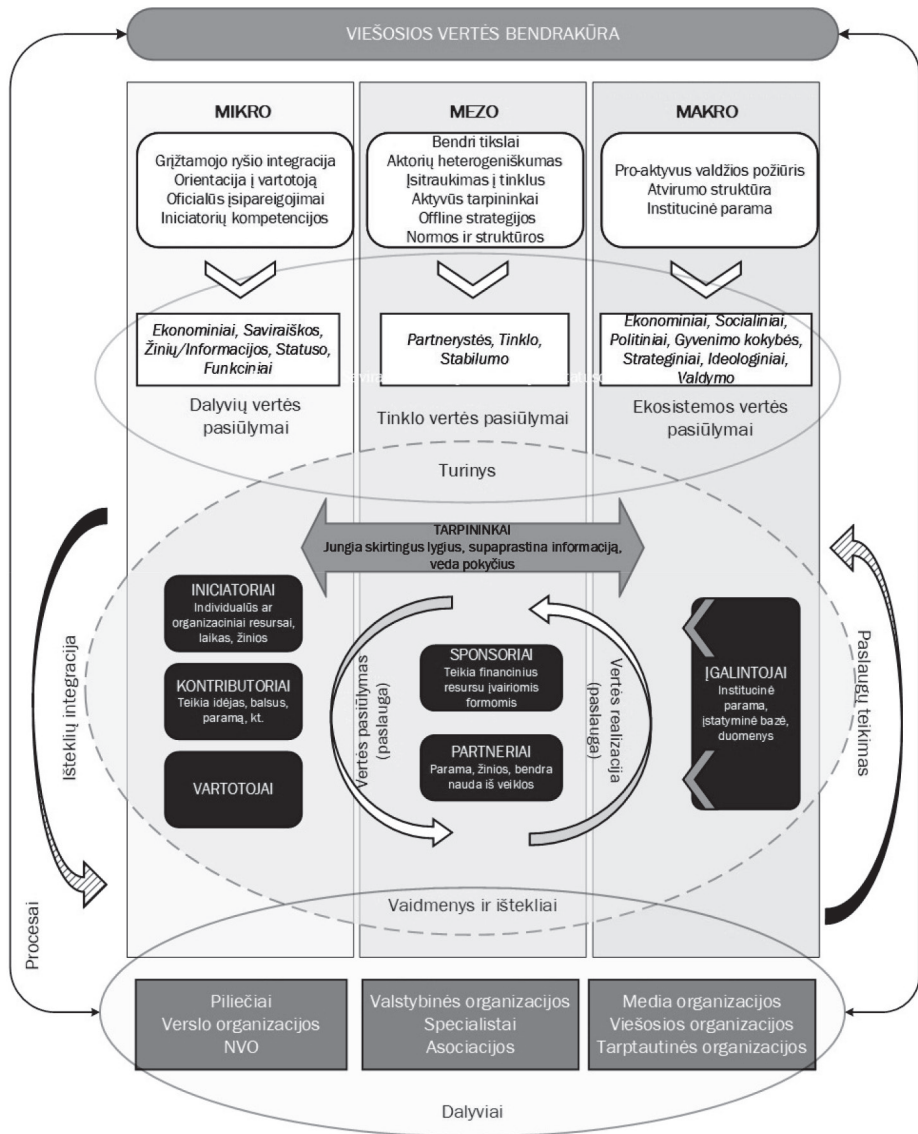 VIEŠOSIOS VERTĖS BENDRAKŪRA
MIKRO
Grįžtamojo ryšio integracija
Orientacija į vartotoją
Oficialūs įsipareigojimai
Iniciatorių kompetencijos
MEZO
Bendri tikslai
Aktorių heterogeniškumas
Įsitraukimas į tinklus
Aktyvūs tarpininkai
Offline strategijos
Normos ir struktūros
MAKRO
Pro-aktyvus valdžios požiūris
Atvirumo struktūra
Institucinė parama
Ekonominiai, Saviraiškos,
Žinių/Informacijos, Statuso,
Funkciniai
Partnerystės, Tinklo,
Stabilumo
Ekonominiai, Socialiniai,
Politiniai, Gyvenimo kokybės,
Strateginiai, Ideologiniai,
Valdymo
Dalyvių vertės
pasiūlymai
Tinklo vertės pasiūlymai
Ekosistemos vertės
pasiūlymai
Turinys
TARPININKAI
Jungia skirtingus lygius, supaprastina informaciją,
veda pokyčius
INICIATORIAI
Individualūs ar
organizaciniai resursai,
laikas, žinios
KONTRIBUTORIAI
Teikia idėjas, balsus,
paramą, kt.
VARTOTOJAI
Vertės pasiūlymas
(paslauga)
SPONSORIAI
Teikia financinius
resursu įvairiomis
formomis
PARTNERIAI
Parama, žinios, bendra
nauda iš veiklos
Vertės realizacija
(paslauga)
ĮGALINTOJAI
Institucinė
parama,
įstatyminė bazė,
duomenys
Išteklių integracija
Paslaugų teikimas
Procesai
Vaidmenys ir ištekliai
Piliečiai
Verslo organizacijos
NVO
Valstybinės organizacijos
Specialistai
Asociacijos
Media organizacijos
Viešosios organizacijos
Tarptautinės organizacijos
Dalyviai